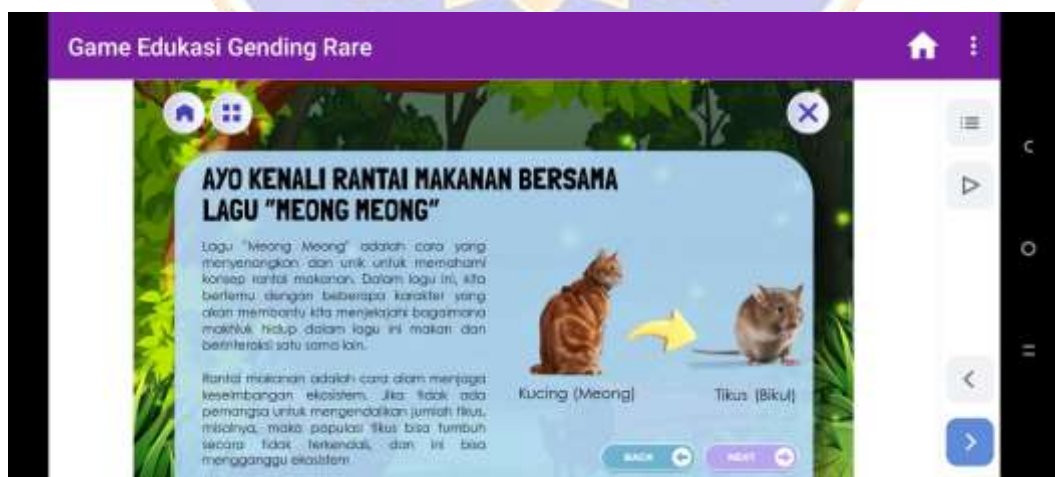 Game Edukasi Gending Rare
AYO KENALI RANTAI MAKANAN BERSAMA
LAGU "MEONG MEONG"
Lagu "Meong Meong" adalah cara yang
menyenangkan dan unik untuk memahami
konsep rantai makanan. Dalam lagu ini, kita
bertemu dengan beberapa karakter yang
akan membantu kita menjelajahi bagaimana
makhluk hidup dalam lagu ini makan dan
berinteraksi satu sama lain.
Rantai makanan adalah cara alam menjaga
keseimbangan ekosistem. Jika tidak ada
pemangsa untuk mengendalikan jumlah tikus,
misalnya, maka populasi tikus bisa tumbuh
secara tidak terkendali, dan ini bisa
mengganggu ekosistem
Kucing (Meong)
Tikus (Bikul)
BACK
NEXT